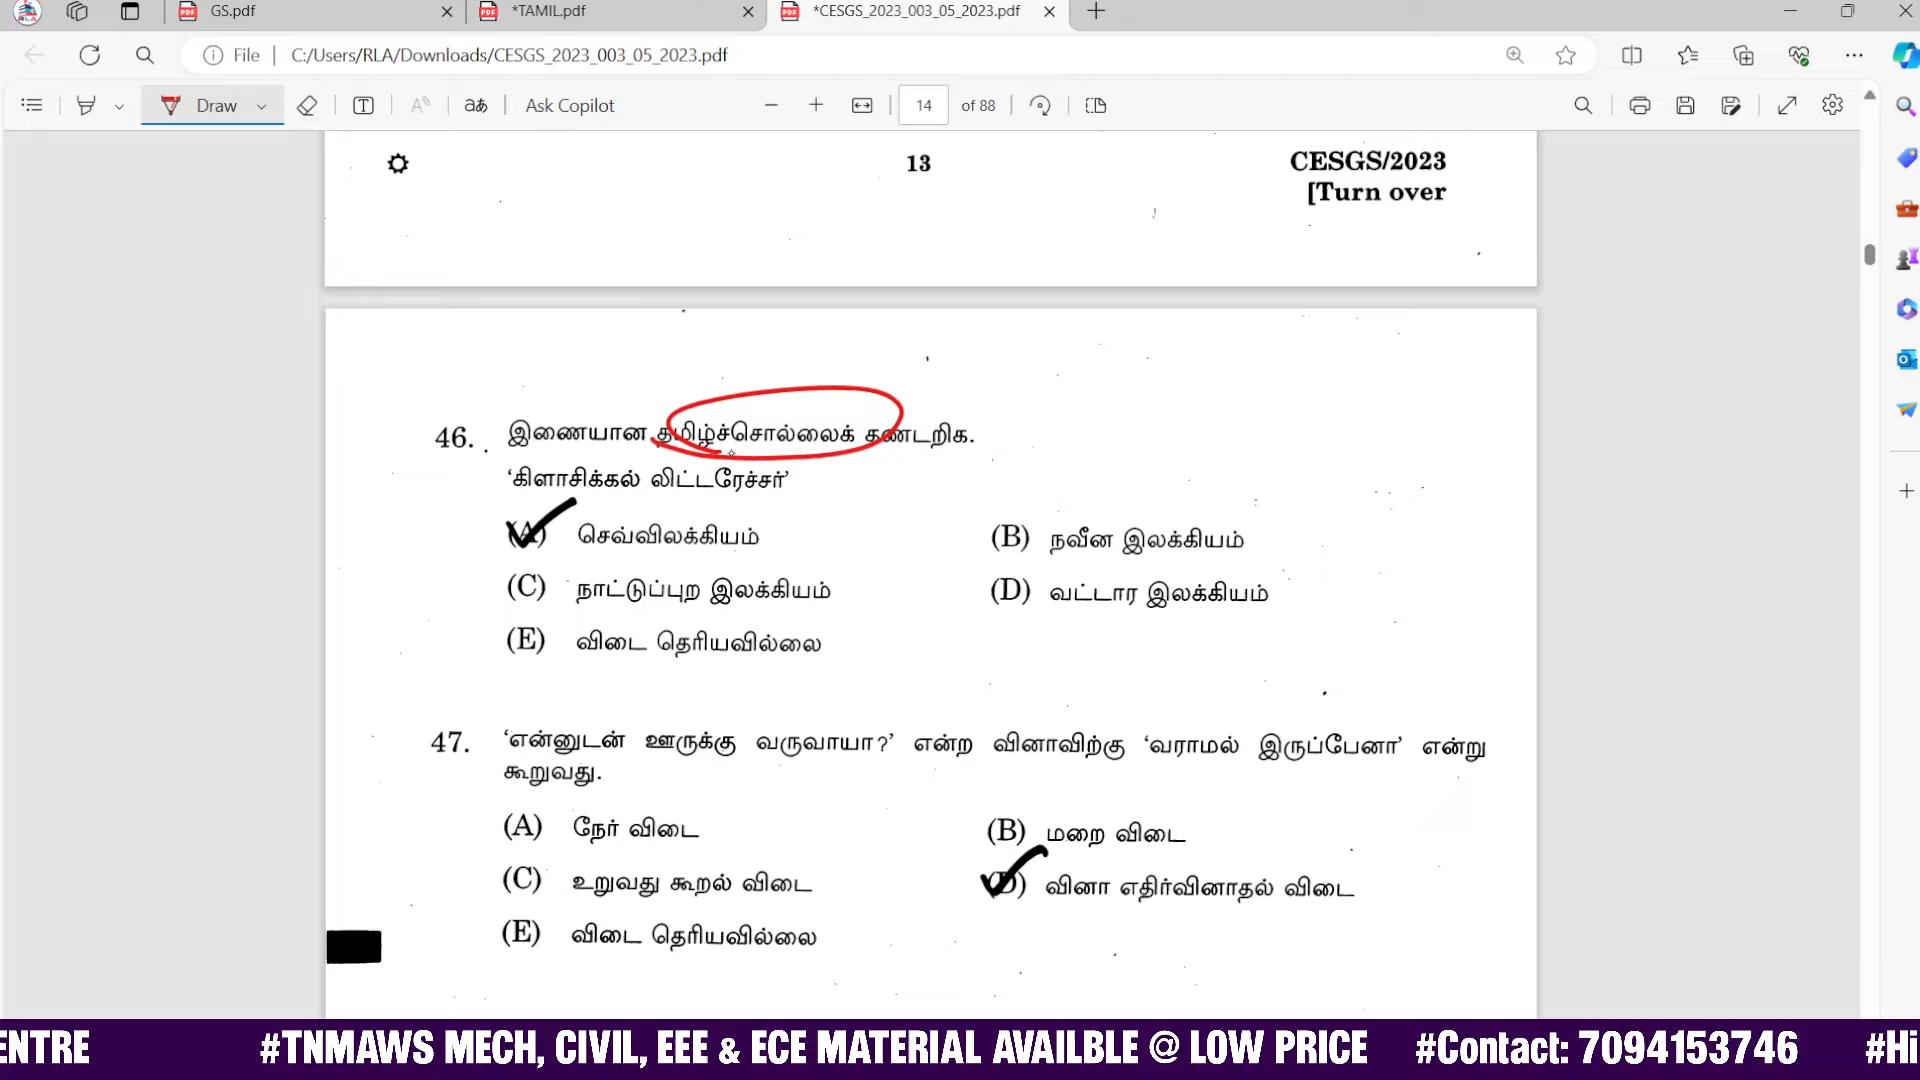 GS.pdf
*TAMIL.pdf
*CESGS_2023_003_05_2023.pdf
File
C:/Users/RLA/Downloads/CESGS_2023_003_05_2023.pdf
Draw
aあ
Ask Copilot
14
of 88
13
CESGS/2023
[Turn over
46. இணையான தமிழ்ச்சொல்லைக் கண்டறிக.
'கிளாசிக்கல் லிட்டரேச்சர்'
(A) செவ்விலக்கியம்
(B) நவீன இலக்கியம்
(C) நாட்டுப்புற இலக்கியம்
(D) வட்டார இலக்கியம்
(E) விடை தெரியவில்லை
47. 'என்னுடன் ஊருக்கு வருவாயா?' என்ற வினாவிற்கு 'வராமல் இருப்பேனா' என்று
கூறுவது.
(A) நேர் விடை
(B) மறை விடை
(C) உறுவது கூறல் விடை
(D) வினா எதிர்வினாதல் விடை
(E) விடை தெரியவில்லை
ENTRE #TNMAWS MECH, CIVIL, EEE & ECE MATERIAL AVAILBLE @ LOW PRICE #Contact: 7094153746 #Hi